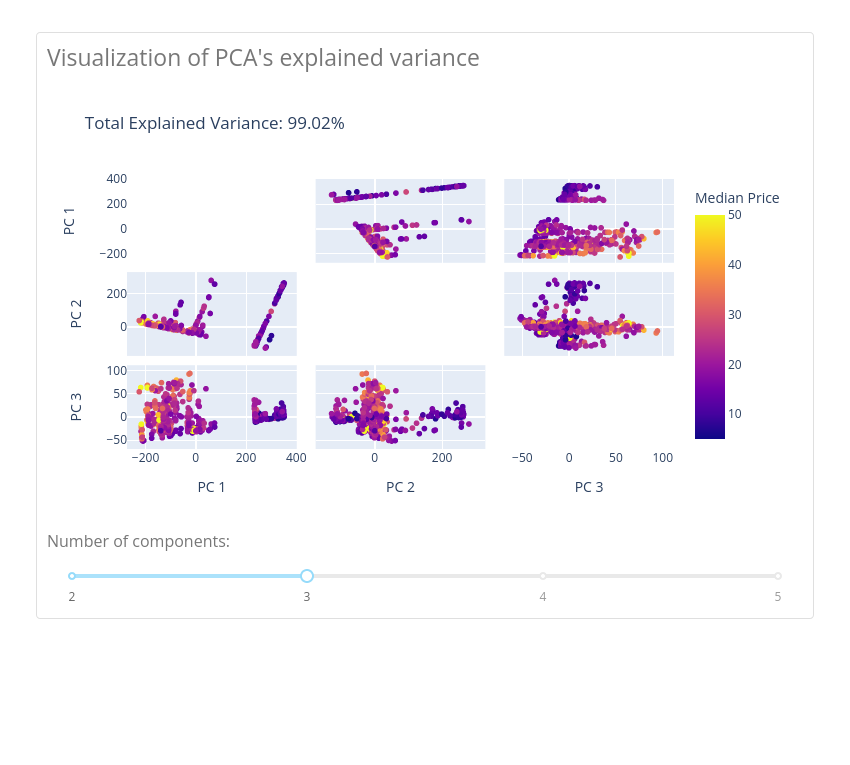 Visualization of PCA's explained variance
Total Explained Variance: 99.02%
PC 1
400
200
0
−200
PC 2
200
0
PC 3
100
50
0
−50
−200 0 200 400
0 200
−50 0 50 100
PC 1 PC 2 PC 3
Median Price
50
40
30
20
10
Number of components:
2 3 4 5